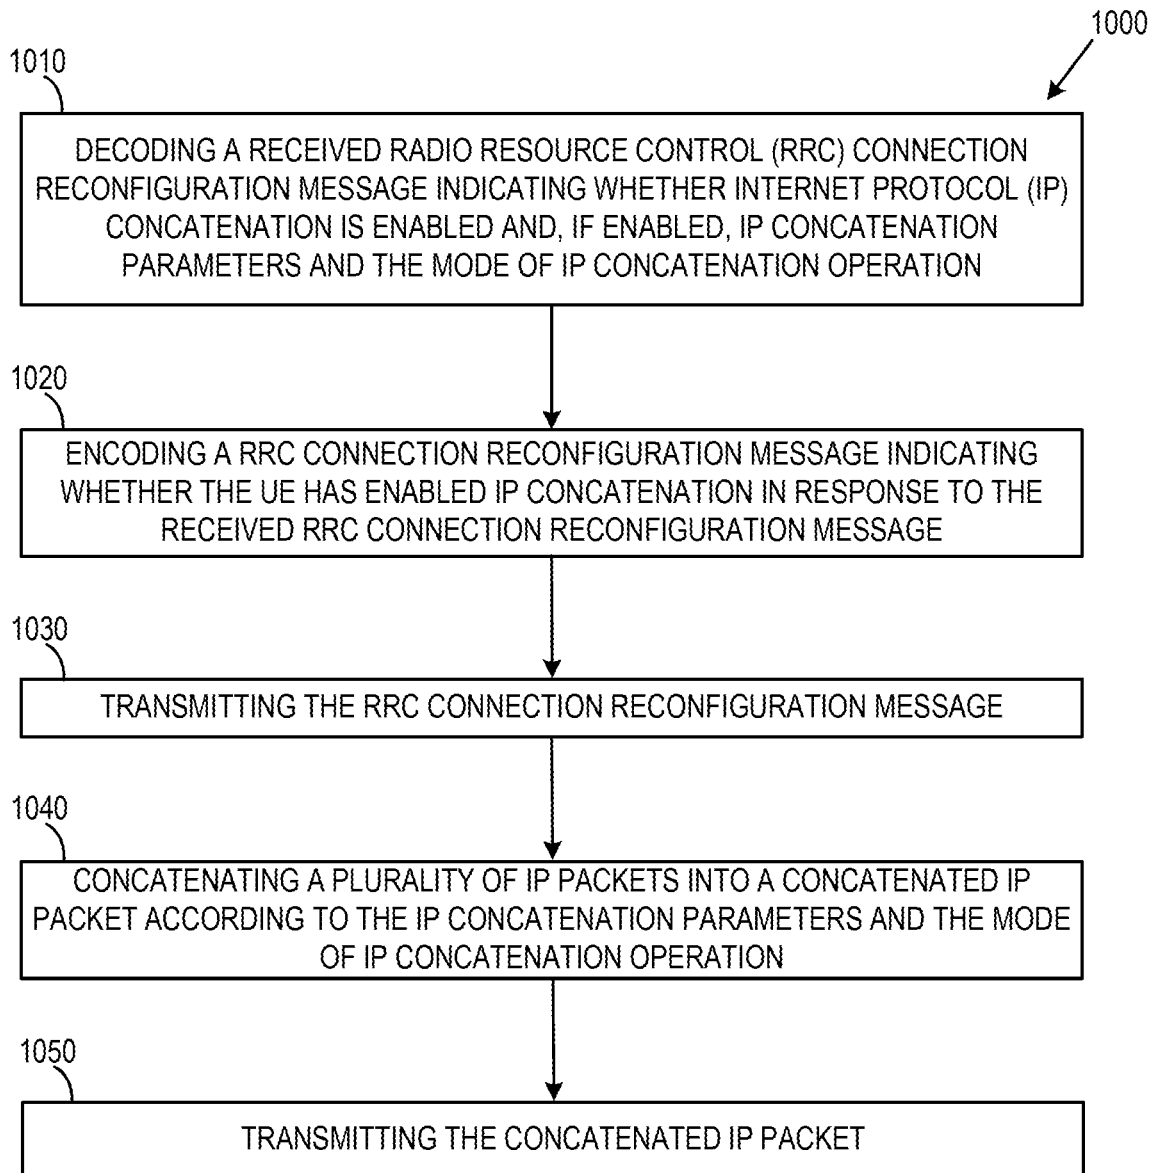 1000
1010
DECODING A RECEIVED RADIO RESOURCE CONTROL (RRC) CONNECTION
RECONFIGURATION MESSAGE INDICATING WHETHER INTERNET PROTOCOL (IP)
CONCATENATION IS ENABLED AND, IF ENABLED, IP CONCATENATION
PARAMETERS AND THE MODE OF IP CONCATENATION OPERATION
1020
ENCODING A RRC CONNECTION RECONFIGURATION MESSAGE INDICATING
WHETHER THE UE HAS ENABLED IP CONCATENATION IN RESPONSE TO THE
RECEIVED RRC CONNECTION RECONFIGURATION MESSAGE
1030
TRANSMITTING THE RRC CONNECTION RECONFIGURATION MESSAGE
1040
CONCATENATING A PLURALITY OF IP PACKETS INTO A CONCATENATED IP
PACKET ACCORDING TO THE IP CONCATENATION PARAMETERS AND THE MODE
OF IP CONCATENATION OPERATION
1050
TRANSMITTING THE CONCATENATED IP PACKET